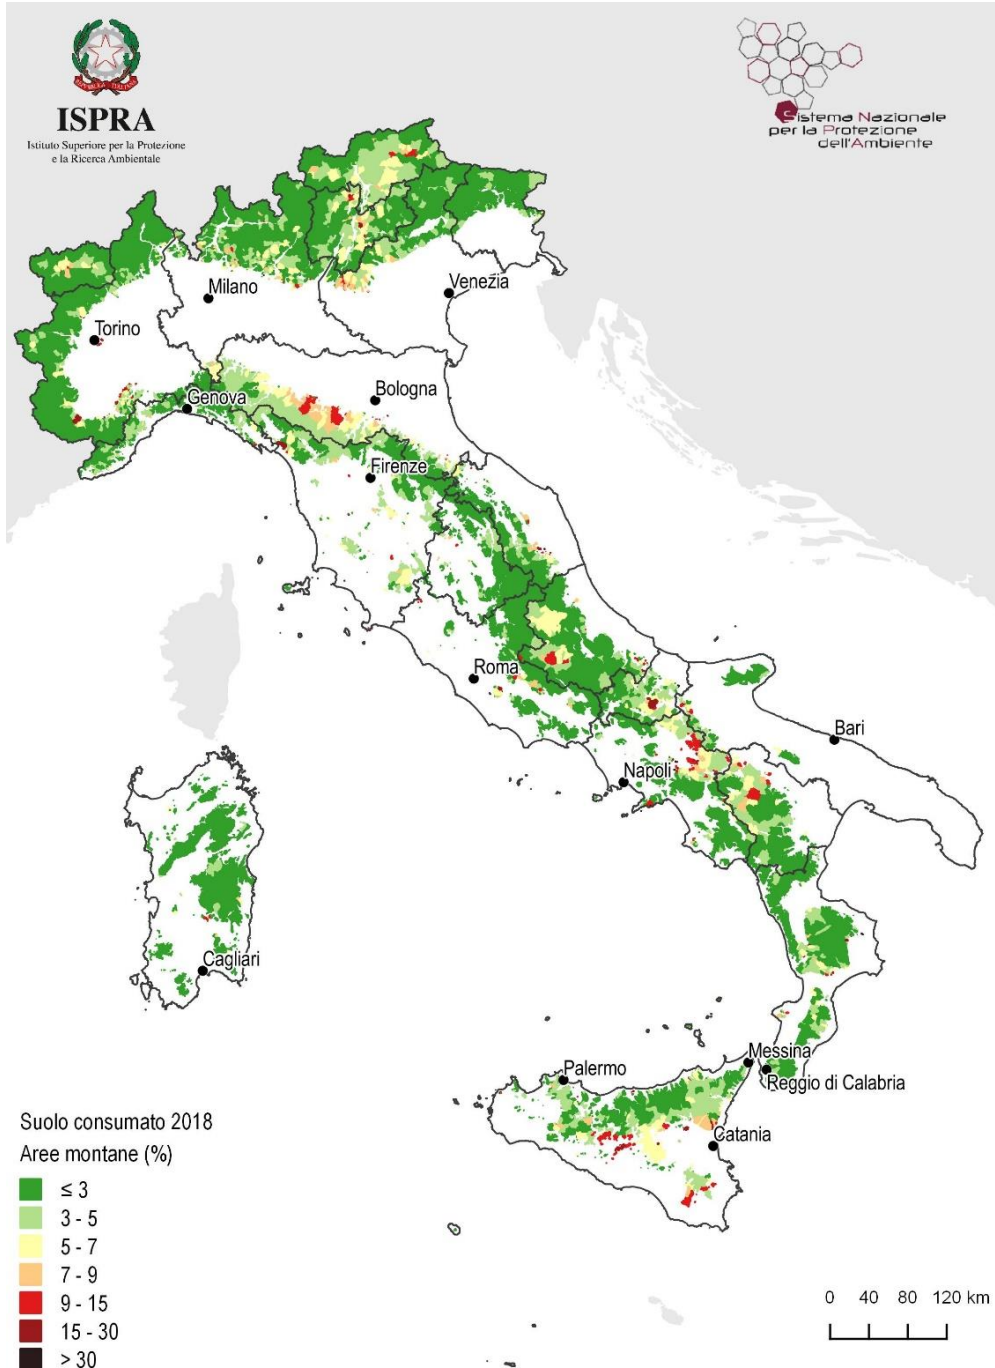 ISPRA
Istituto Superiore per la Protezione
e la Ricerca Ambientale
Sistema Nazionale
per la Protezione
dell'Ambiente
Milano
Venezia
Torino
Bologna
Genova
Firenze
Roma
Bari
Napoli
Cagliari
Messina
Palermo
Reggio di Calabria
Catania
Suolo consumato 2018
Aree montane (%)
≤ 3
3 - 5
5 - 7
7 - 9
9 - 15
15 - 30
> 30
0 40 80 120 km